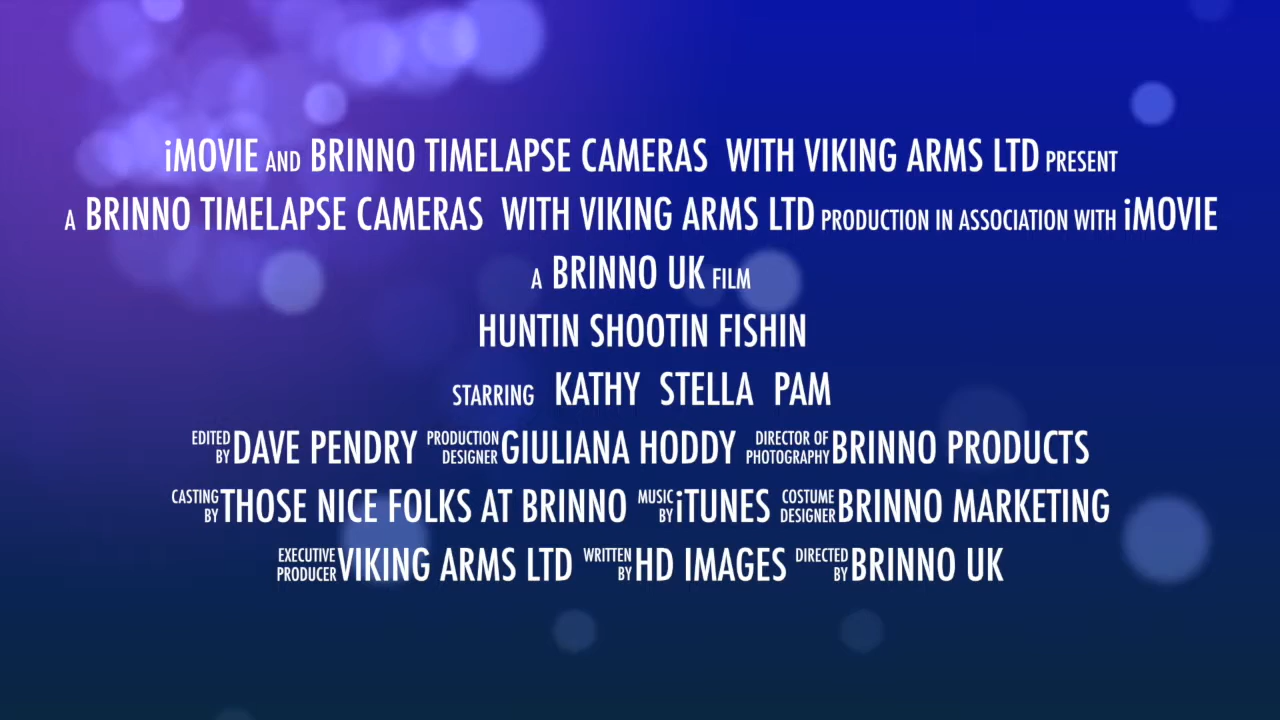 iMOVIE AND BRINNO TIMELAPSE CAMERAS WITH VIKING ARMS LTD PRESENT
A BRINNO TIMELAPSE CAMERAS WITH VIKING ARMS LTD PRODUCTION IN ASSOCIATION WITH iMOVIE
A BRINNO UK FILM
HUNTIN SHOOTIN FISHIN
STARRING KATHY STELLA PAM
EDITED BY DAVE PENDRY PRODUCTION DESIGNER GIULIANA HODDY DIRECTOR OF PHOTOGRAPHY BRINNO PRODUCTS
CASTING BY THOSE NICE FOLKS AT BRINNO MUSIC BY iTUNES COSTUME DESIGNER BRINNO MARKETING
EXECUTIVE PRODUCER VIKING ARMS LTD WRITTEN BY HD IMAGES DIRECTED BY BRINNO UK